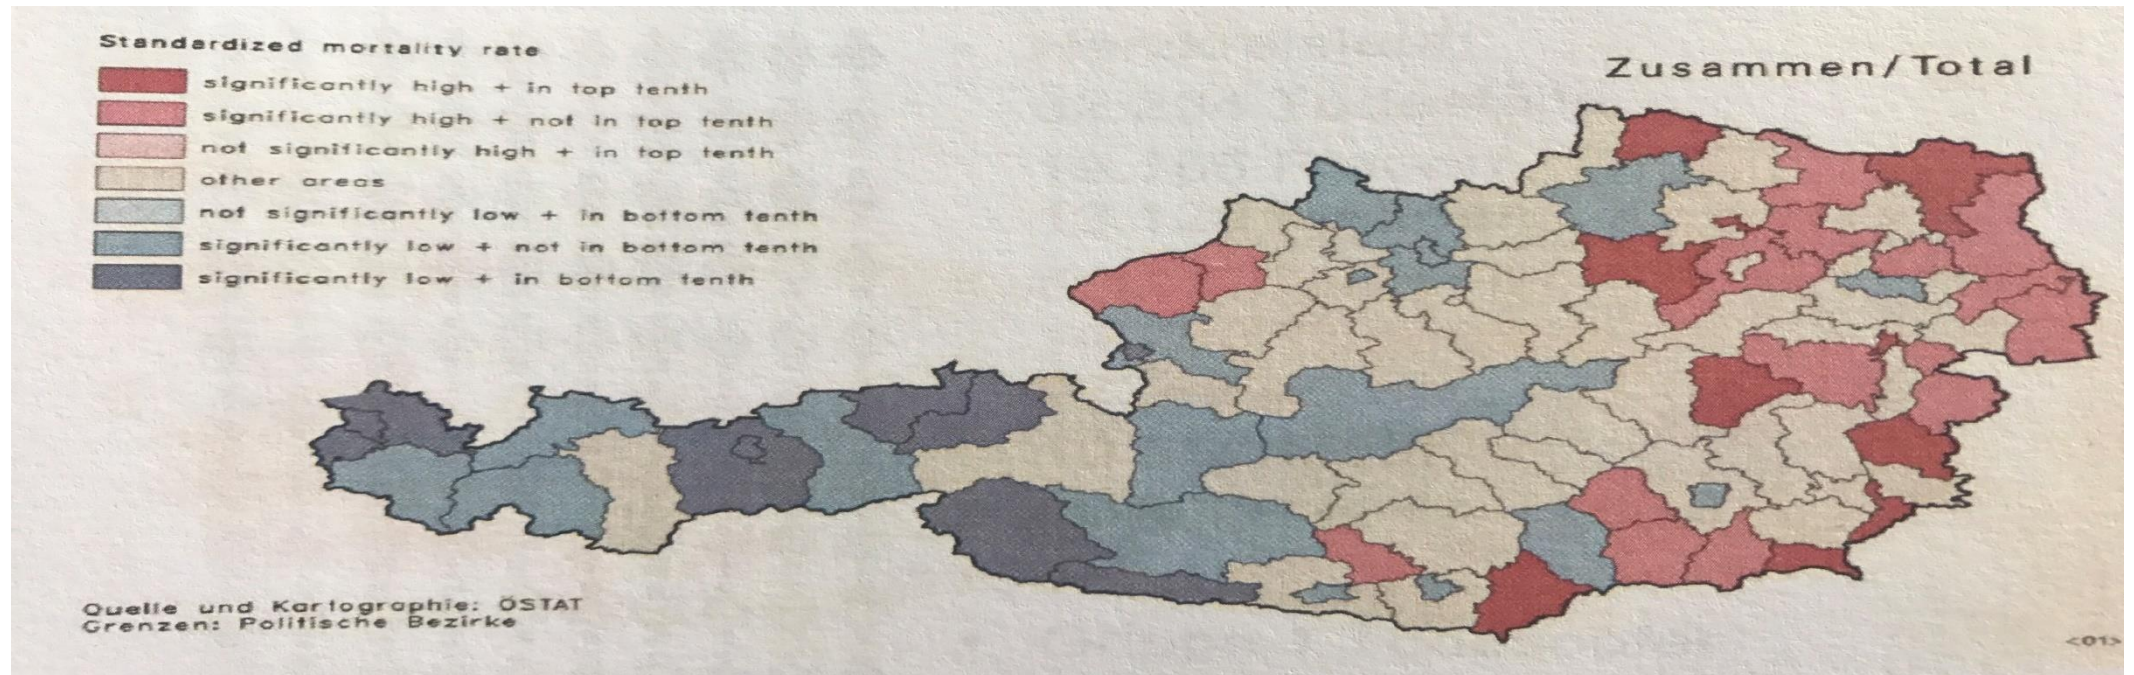 Standardized mortality rate
significantly high + in top tenth
significantly high + not in top tenth
not significantly high + in top tenth
other areas
not significantly low + in bottom tenth
significantly low + not in bottom tenth
significantly low + in bottom tenth
Zusammen/Total
Quelle und Kartographie: ÖSTAT
Grenzen: Politische Bezirke
<01>